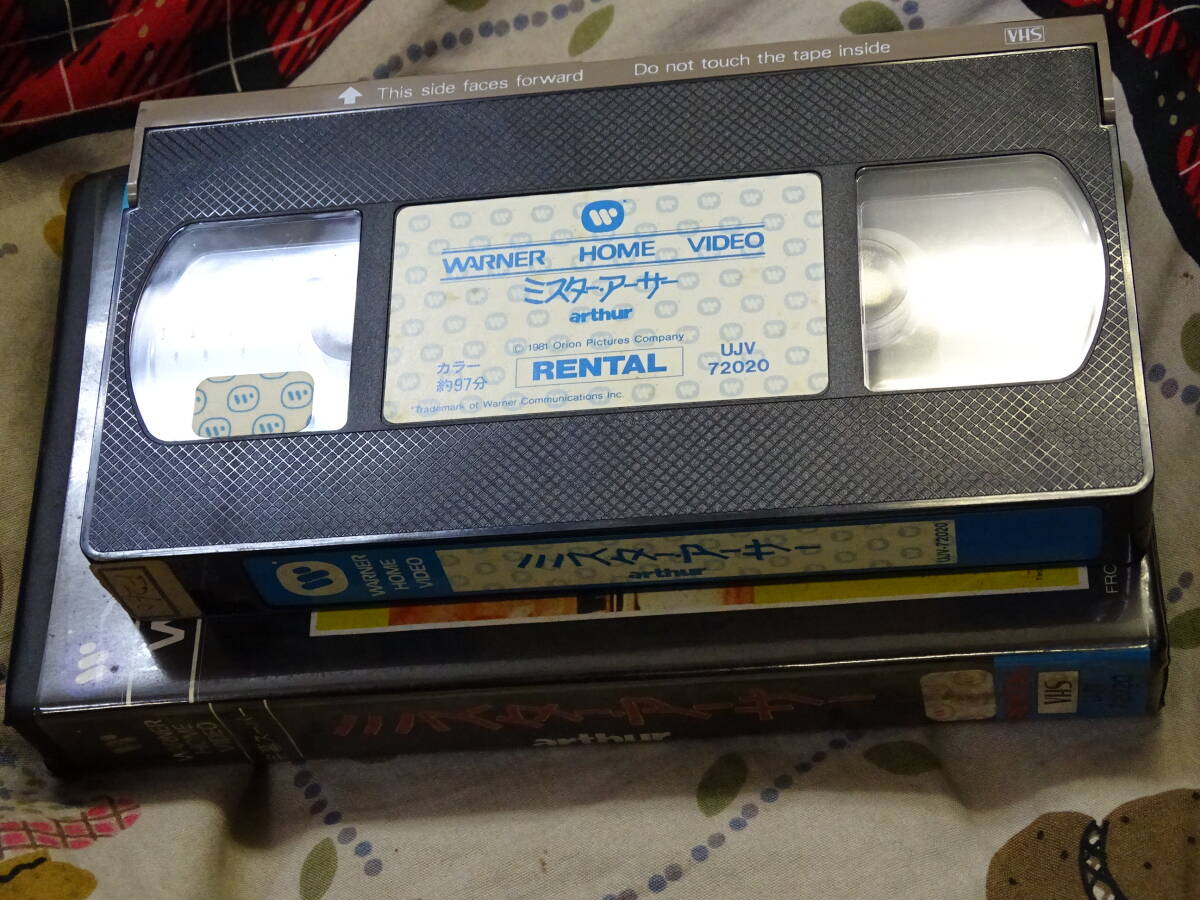 This side faces forward Do not touch the tape inside VHS
WARNER HOME VIDEO
ミスター・アーサー
arthur
© 1981 Orion Pictures Company
カラー
約97分
RENTAL
UJV
72020
*Trademark of Warner Communications Inc.
WARNER
HOME
VIDEO
ミスター・アーサー
arthur
UJV-72020
FRC
WARNER
HOME
VIDEO
ミスター・アーサー
arthur
VHS
UJV
72020